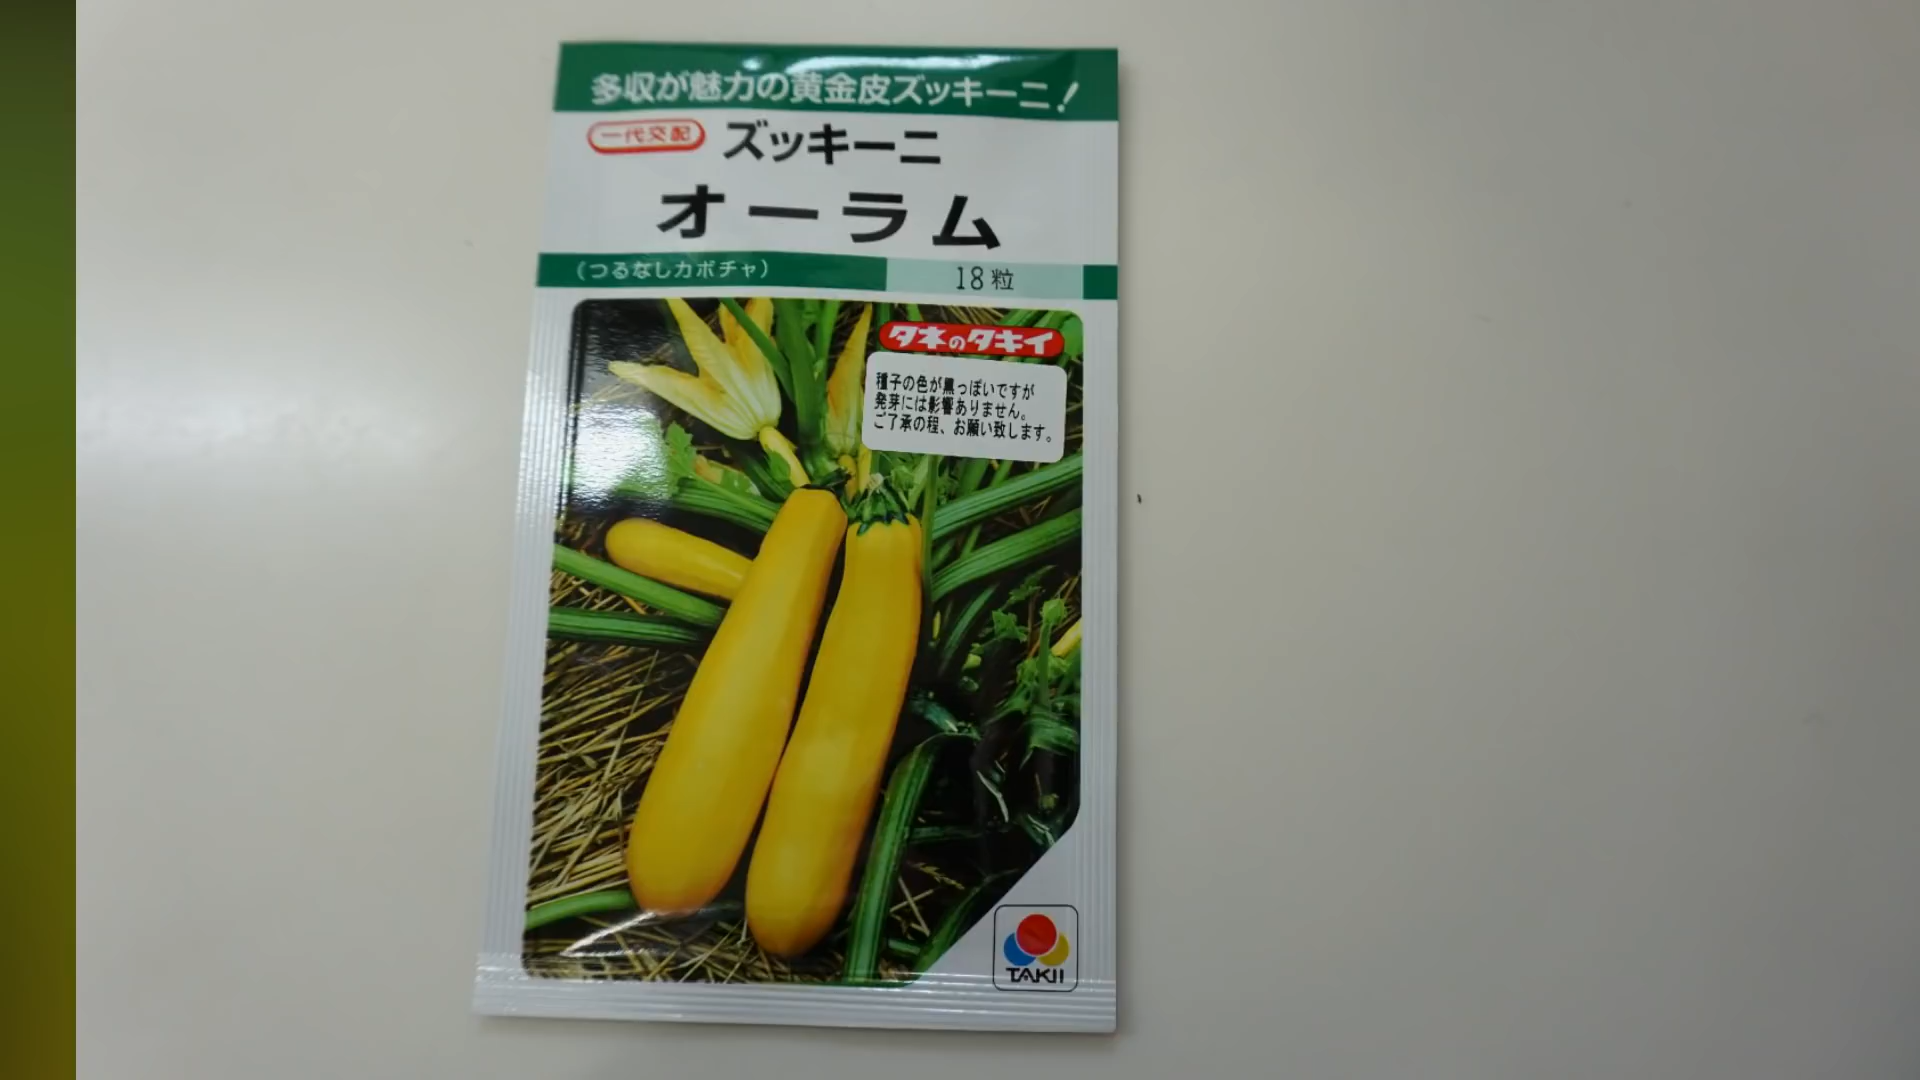 多収が魅力の黄金皮ズッキーニ！
一代交配 ズッキーニ
オーラム
（つるなしカボチャ） 18粒
タネのタキイ
種子の色が黒っぽいですが
発芽には影響ありません。
ご了承の程、お願い致します。
TAKII